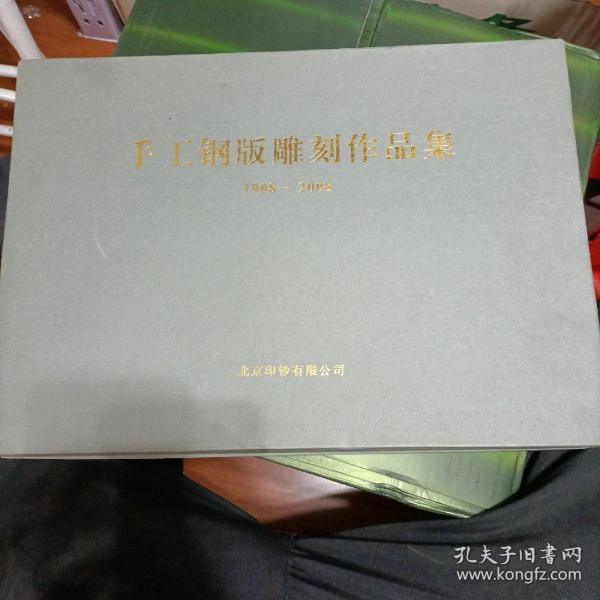 手工钢版雕刻作品集
1908－2008
北京印钞有限公司
孔夫子旧书网
www.kongfz.com